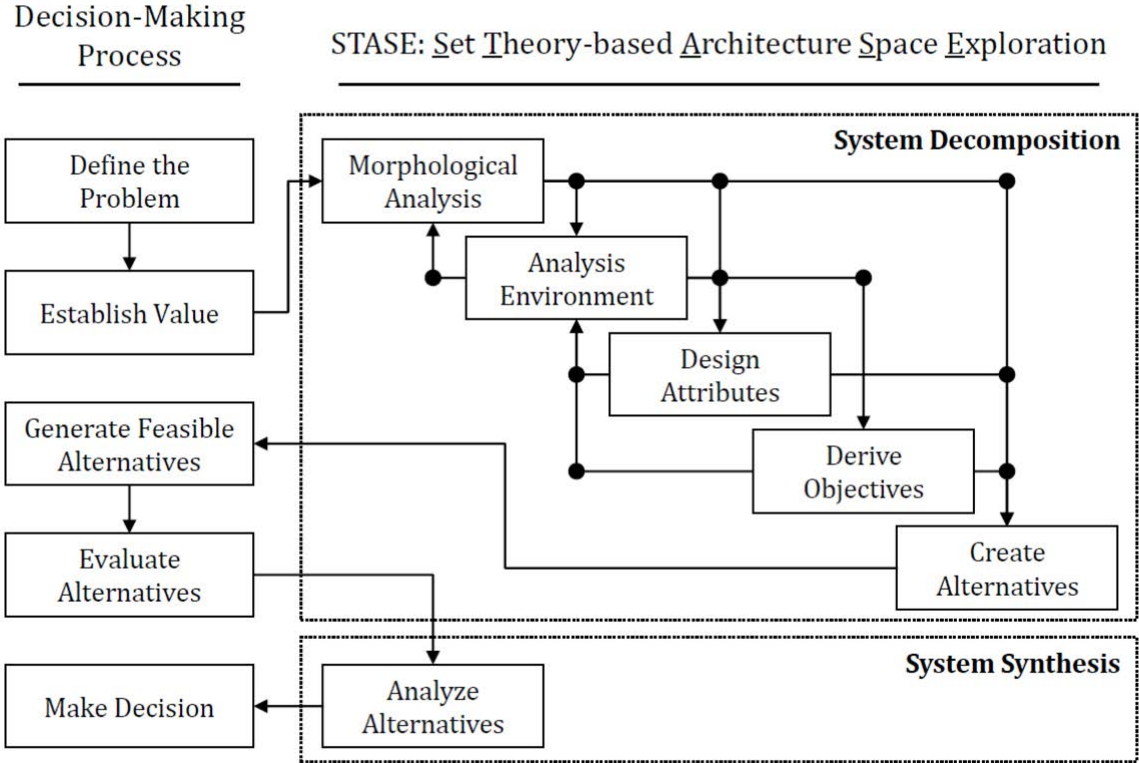 Decision-Making
Process
STASE: Set Theory-based Architecture Space Exploration
System Decomposition
Define the
Problem
Morphological
Analysis
Establish Value
Analysis
Environment
Design
Attributes
Generate Feasible
Alternatives
Derive
Objectives
Evaluate
Alternatives
Create
Alternatives
System Synthesis
Make Decision
Analyze
Alternatives